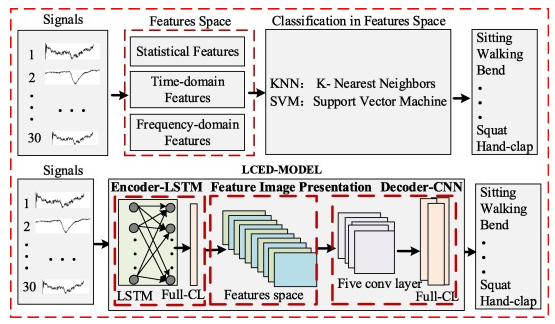 Signals
Features Space
Classification in Features Space
1
2
30
Statistical Features
Time-domain
Features
Frequency-domain
Features
KNN: K- Nearest Neighbors
SVM: Support Vector Machine
Sitting
Walking
Bend
Squat
Hand-clap
Signals
LCED-MODEL
Encoder-LSTM
Feature Image Presentation
Decoder-CNN
1
2
30
LSTM
Full-CL
Features space
Five conv layer
Full-CL
Sitting
Walking
Bend
Squat
Hand-clap